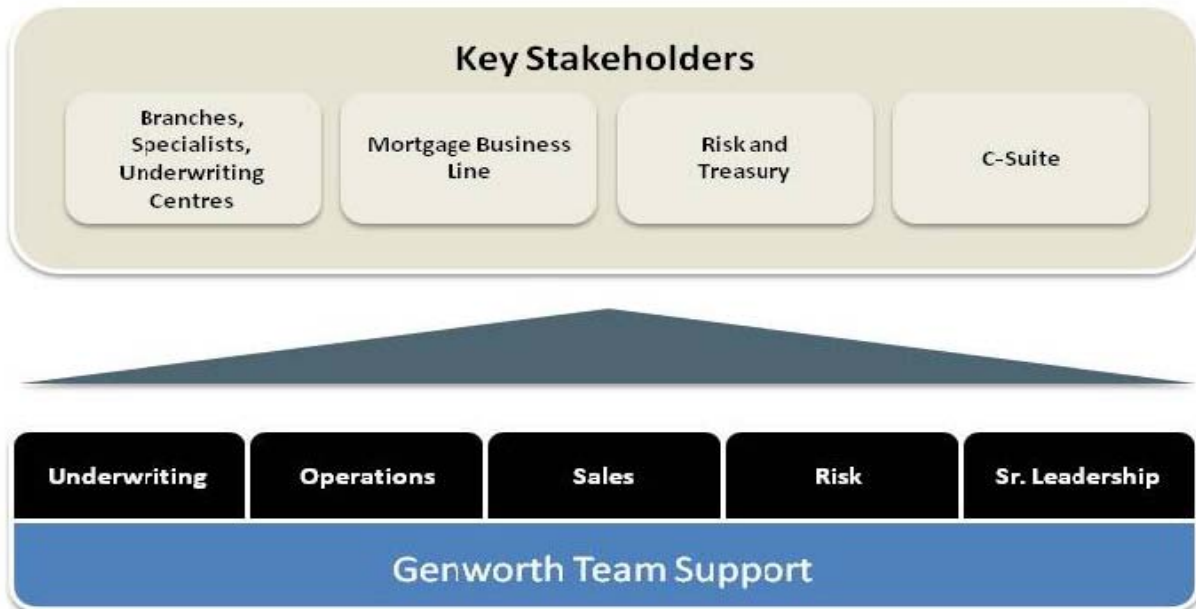 Key Stakeholders
Branches,
Specialists,
Underwriting
Centres
Mortgage Business
Line
Risk and
Treasury
C-Suite
Underwriting
Operations
Sales
Risk
Sr. Leadership
Genworth Team Support